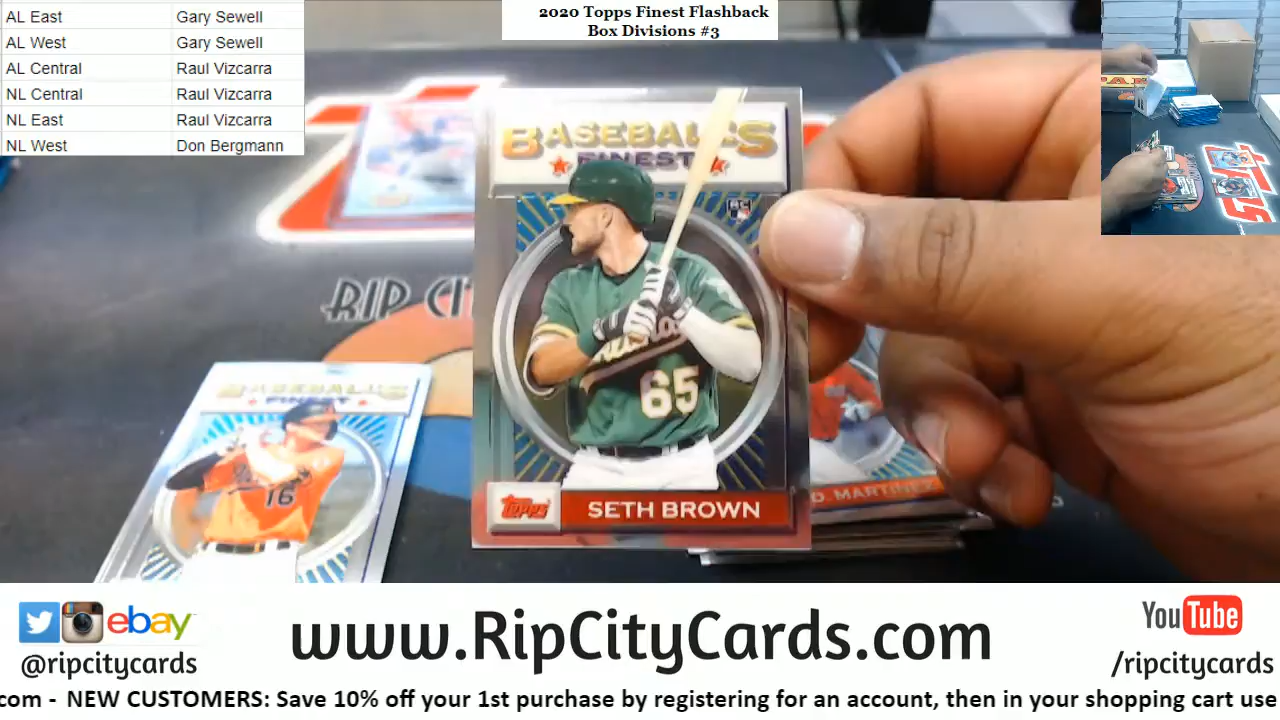 AL East Gary Sewell
AL West Gary Sewell
AL Central Raul Vizcarra
NL Central Raul Vizcarra
NL East Raul Vizcarra
NL West Don Bergmann
2020 Topps Finest Flashback
Box Divisions #3
BASEBALL'S
FINEST
RC
65
Topps
SETH BROWN
BASEBALL'S
FINEST
16
RIP CI
D. MARTINEZ
ebay
@ripcitycards
www.RipCityCards.com
YouTube
/ripcitycards
com - NEW CUSTOMERS: Save 10% off your 1st purchase by registering for an account, then in your shopping cart use